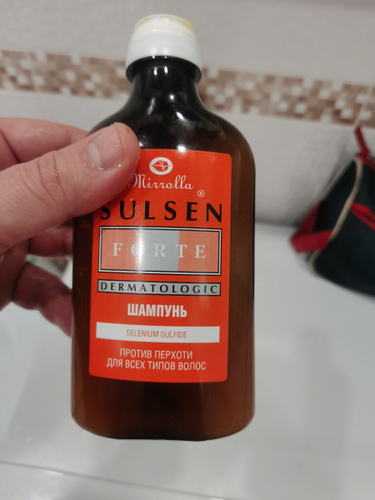 Mirrolla
SULSEN®
FORTE
DERMATOLOGIC
ШАМПУНЬ
SELENIUM SULFIDE
ПРОТИВ ПЕРХОТИ
ДЛЯ ВСЕХ ТИПОВ ВОЛОС